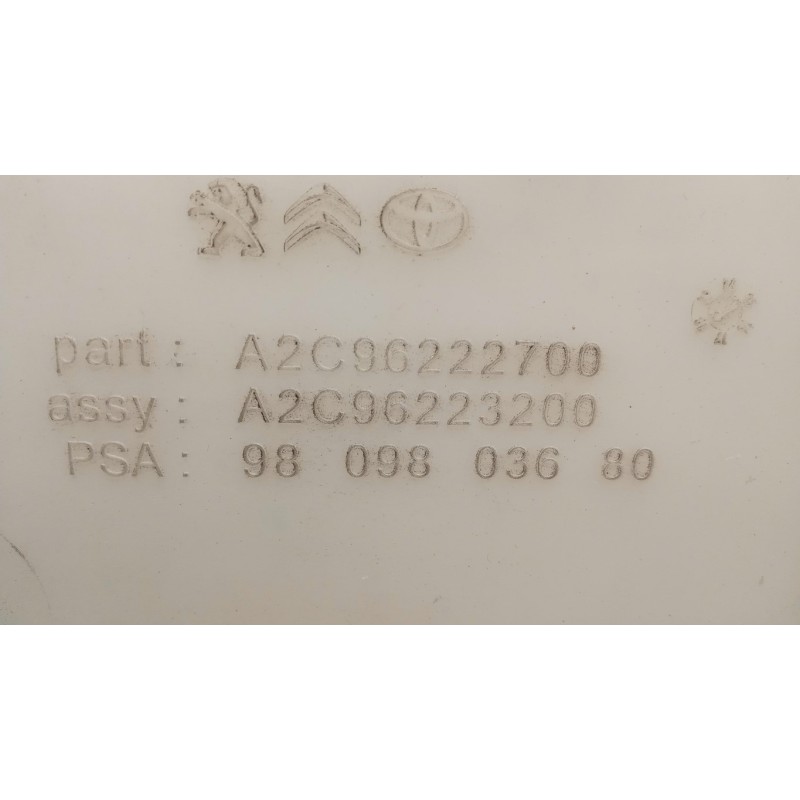 part : A2C96222700
assy : A2C96223200
PSA : 98 098 036 80